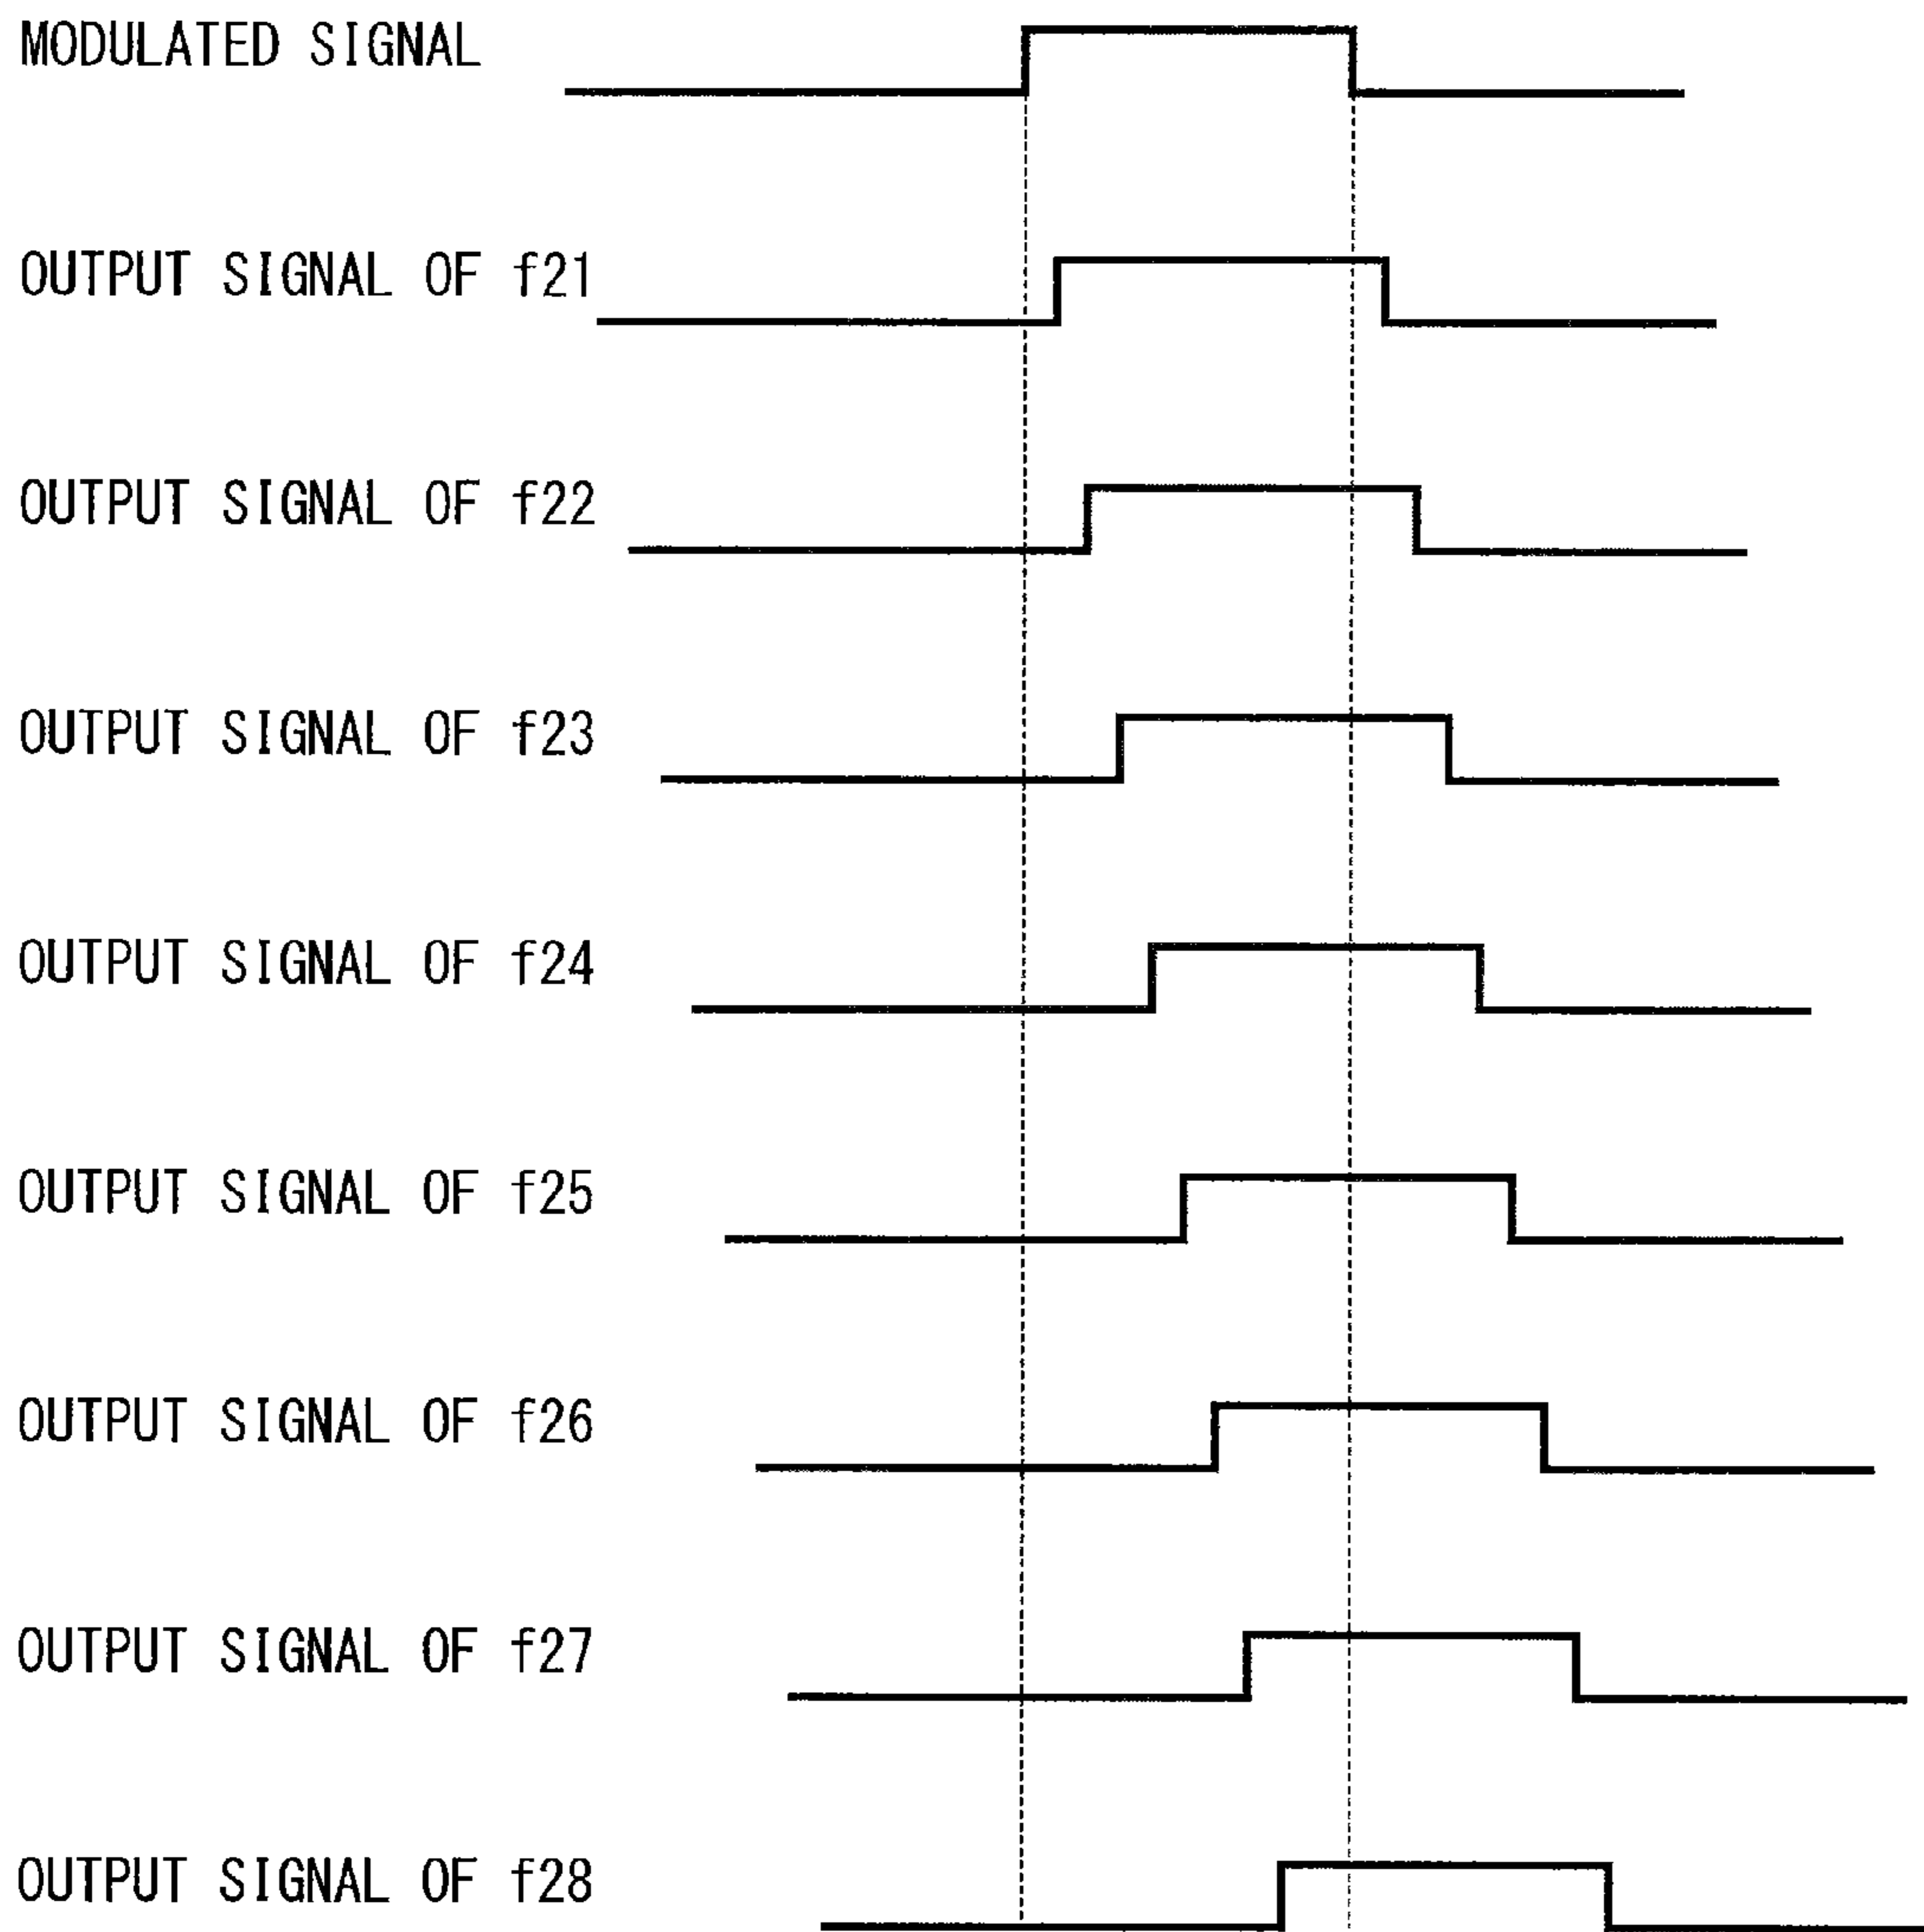 MODULATED SIGNAL
OUTPUT SIGNAL OF f21
OUTPUT SIGNAL OF f22
OUTPUT SIGNAL OF f23
OUTPUT SIGNAL OF f24
OUTPUT SIGNAL OF f25
OUTPUT SIGNAL OF f26
OUTPUT SIGNAL OF f27
OUTPUT SIGNAL OF f28